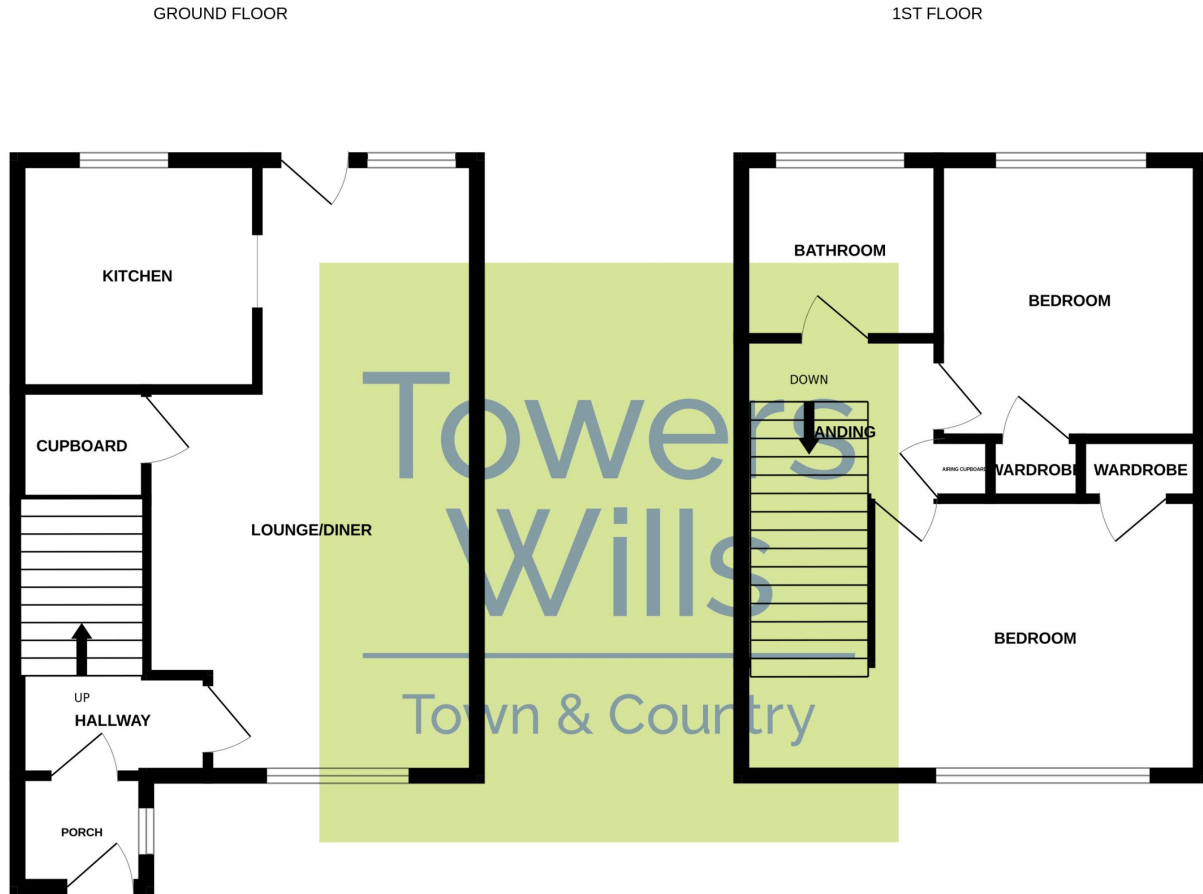 GROUND FLOOR
1ST FLOOR
KITCHEN
CUPBOARD
LOUNGE/DINER
UP
HALLWAY
PORCH
BATHROOM
BEDROOM
DOWN
LANDING
AIRING CUPBOARD
WARDROBE
WARDROBE
BEDROOM
Towers
Wills
Town & Country